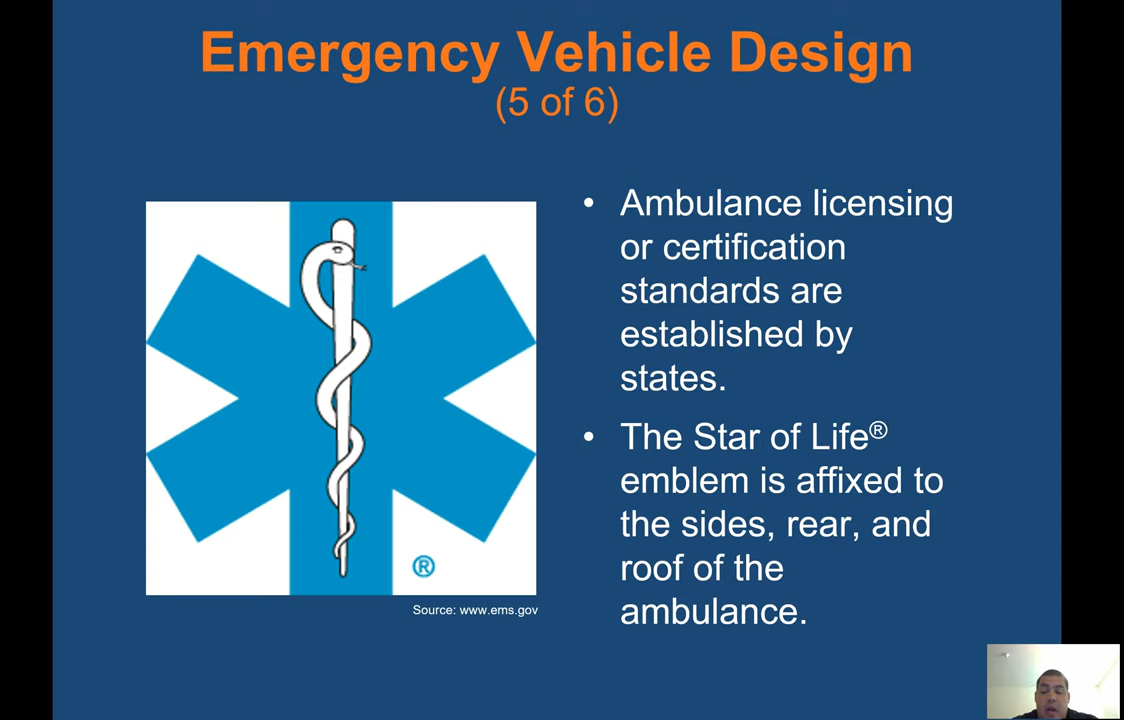 Emergency Vehicle Design
(5 of 6)
• Ambulance licensing
or certification
standards are
established by
states.
• The Star of Life®
emblem is affixed to
the sides, rear, and
roof of the
ambulance.
®
Source: www.ems.gov